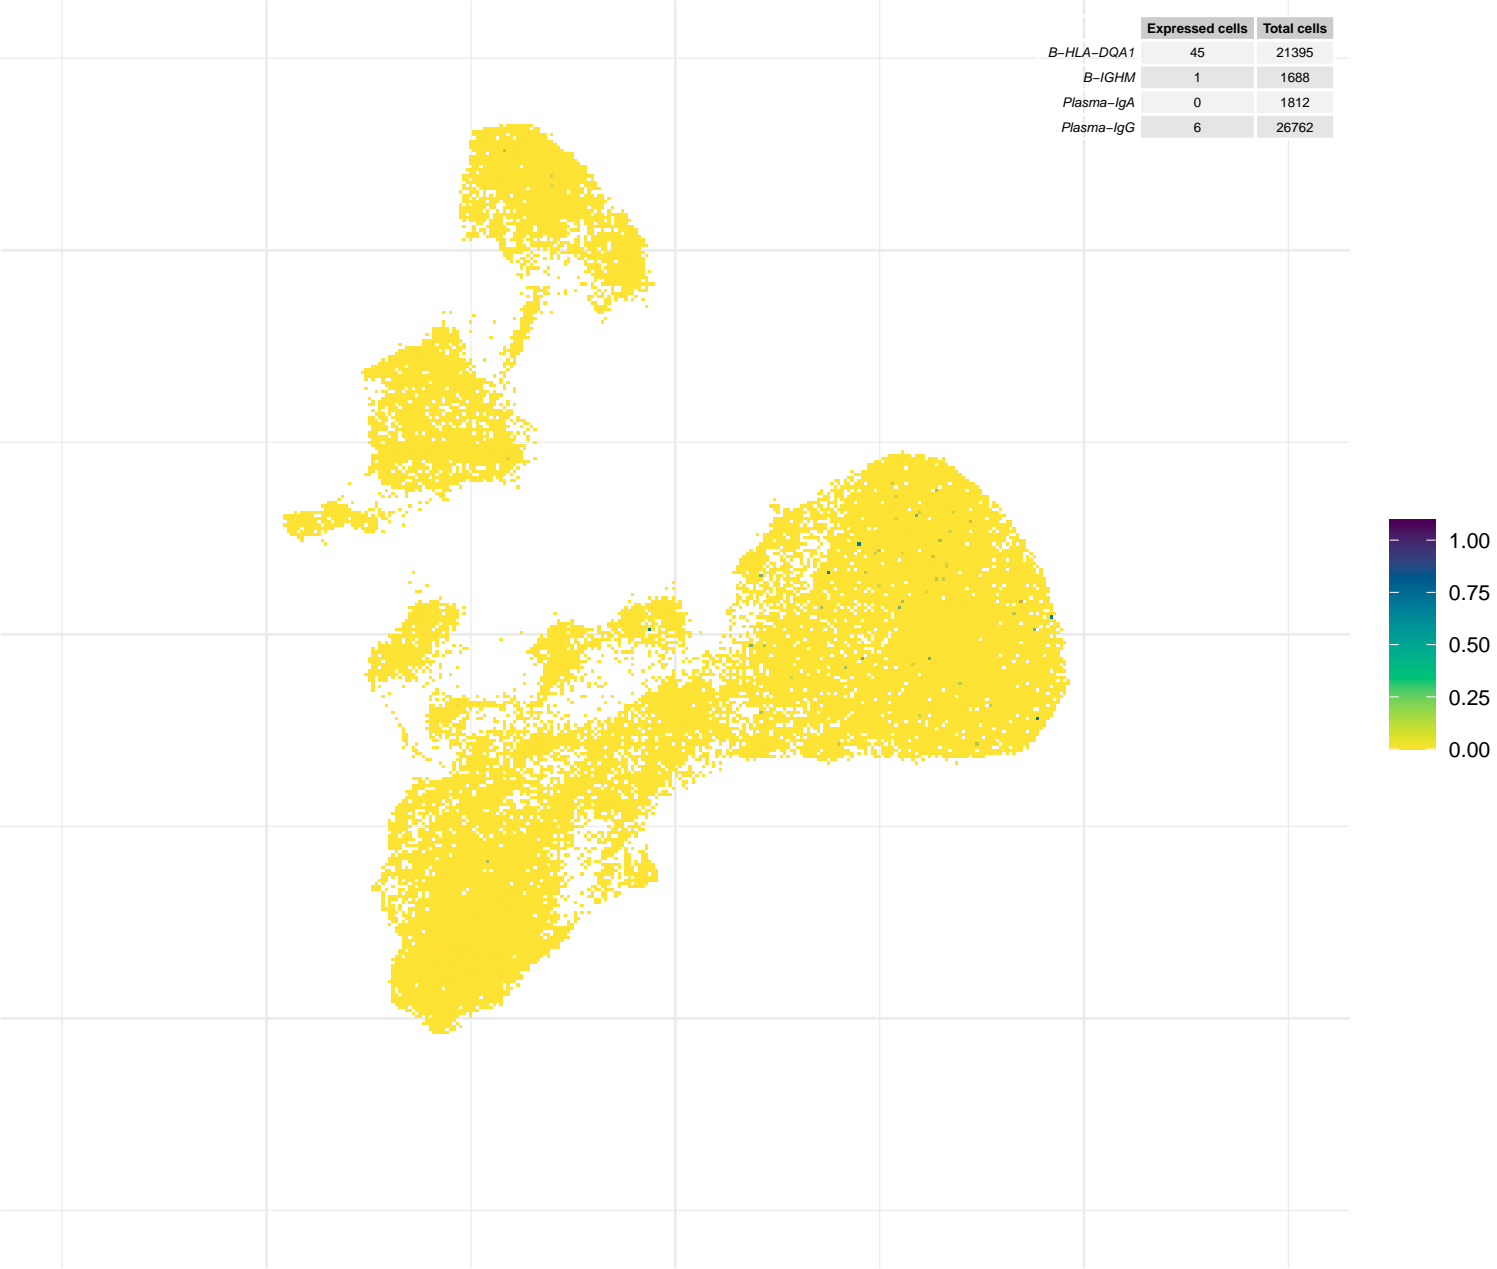 Expressed cells Total cells
B−HLA−DQA1 45 21395
B−IGHM 1 1688
Plasma−IgA 0 1812
Plasma−IgG 6 26762
1.00
0.75
0.50
0.25
0.00